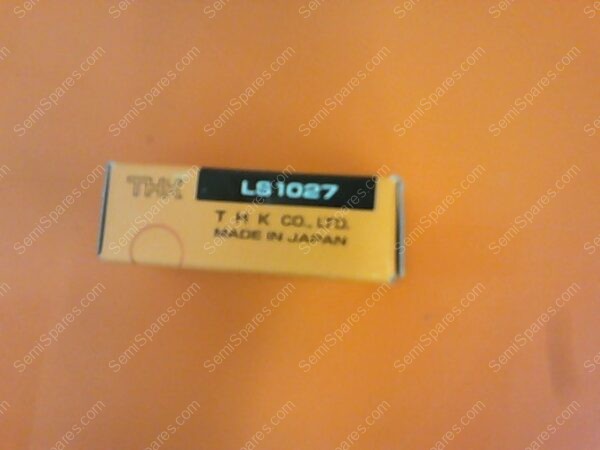 THK LS1027
T H K CO., LTD.
MADE IN JAPAN
SemiSpares.com